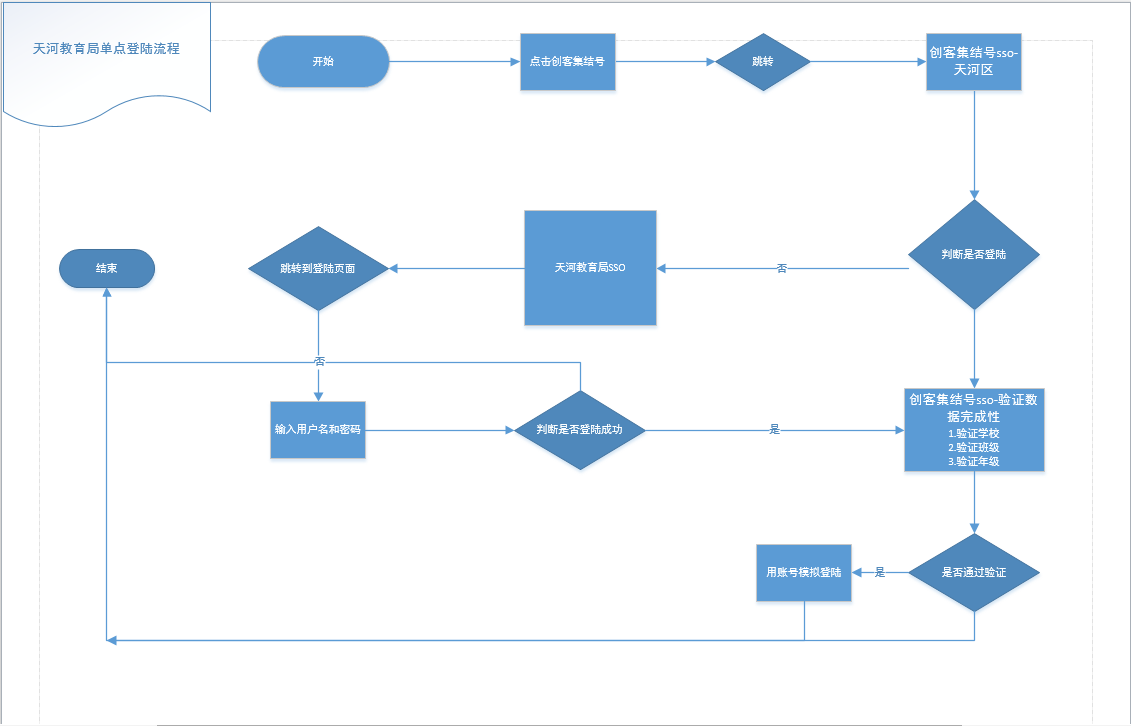 天河教育局单点登陆流程
开始
点击创客集结号
跳转
创客集结号sso-
天河区
结束
跳转到登陆页面
天河教育局SSO
否
判断是否登陆
否
输入用户名和密码
判断是否登陆成功
是
创客集结号sso-验证数
据完成性
1.验证学校
2.验证班级
3.验证年级
用账号模拟登陆
是
是否通过验证